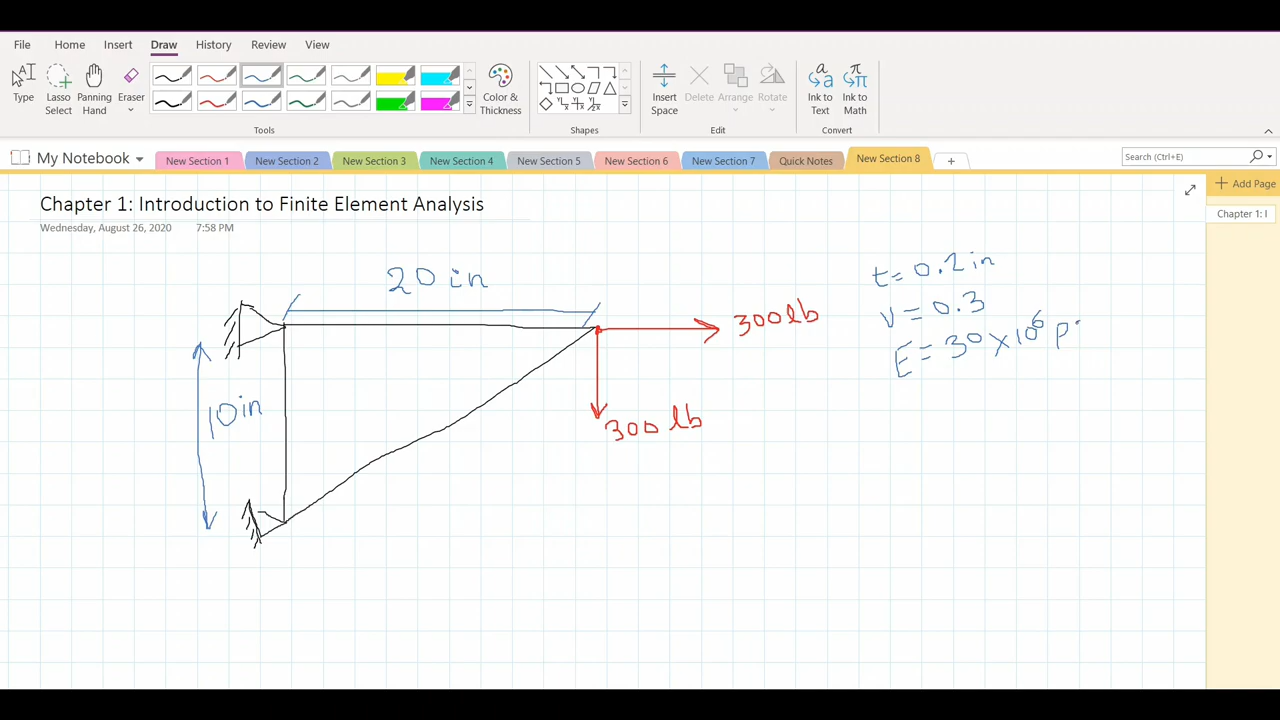 File Home Insert Draw History Review View
Type
Lasso Select
Panning Hand
Eraser
Color & Thickness
Insert Space
Delete
Arrange
Rotate
Ink to Text
Ink to Math
Tools
Shapes
Edit
Convert
My Notebook
New Section 1
New Section 2
New Section 3
New Section 4
New Section 5
New Section 6
New Section 7
Quick Notes
New Section 8
Search (Ctrl+E)
Add Page
Chapter 1: I
Chapter 1: Introduction to Finite Element Analysis
Wednesday, August 26, 2020 7:58 PM
20 in
t = 0.2 in
300 lb
ν = 0.3
E = 30 × 10⁶ p
10 in
300 lb